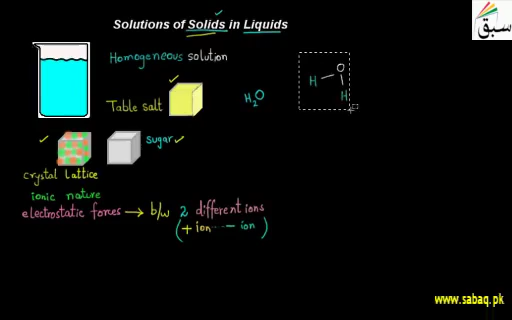 Solutions of Solids in Liquids
سبق
Homogeneous solution
Table salt
H2O
H O
H
sugar
crystal Lattice
ionic nature
electrostatic forces → b/w 2 different ions
(+ ion ---- - ion )
www.sabaq.pk